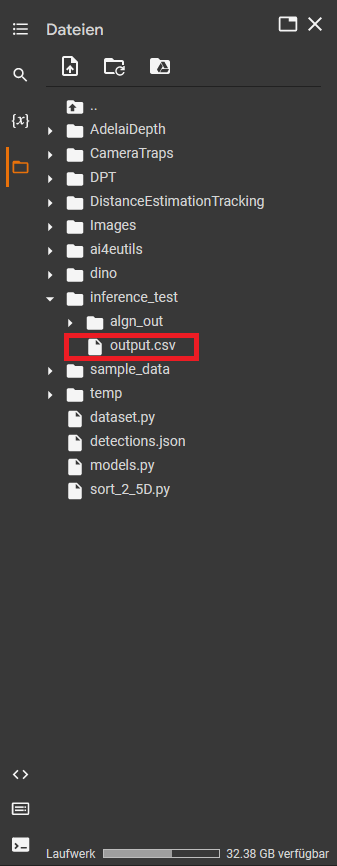 Dateien
{x}
..
AdelaiDepth
CameraTraps
DPT
DistanceEstimationTracking
Images
ai4eutils
dino
inference_test
algn_out
output.csv
sample_data
temp
dataset.py
detections.json
models.py
sort_2_5D.py
Laufwerk 32.38 GB verfügbar